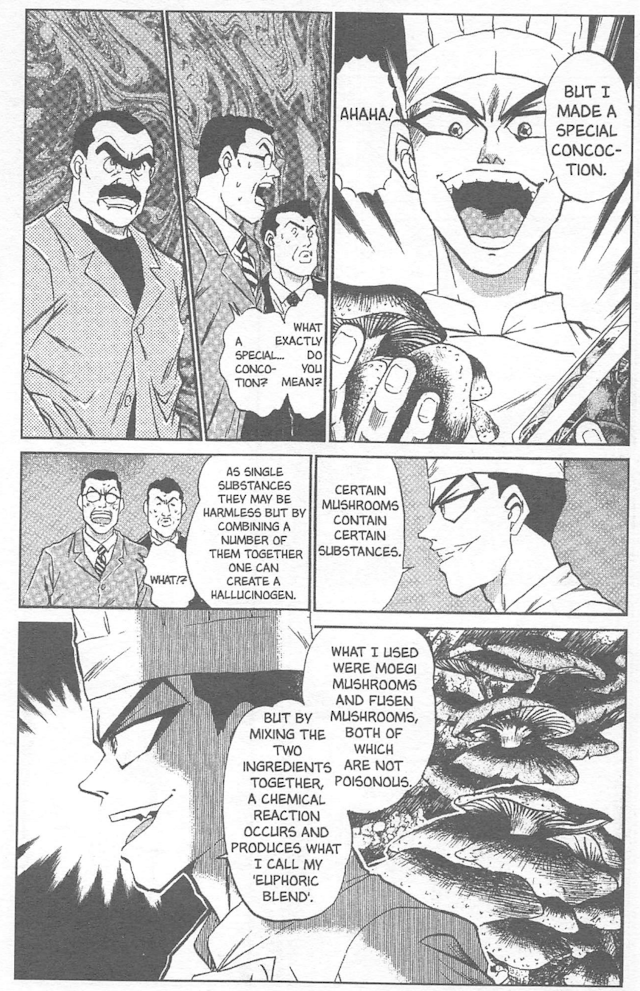 BUT I
MADE A
SPECIAL
CONCOC-
TION.
AHAHA!
WHAT
A EXACTLY
SPECIAL... DO
CONCO- YOU
TION? MEAN?
CERTAIN
MUSHROOMS
CONTAIN
CERTAIN
SUBSTANCES.
AS SINGLE
SUBSTANCES
THEY MAY BE
HARMLESS BUT BY
COMBINING A
NUMBER OF
THEM TOGETHER
ONE CAN
CREATE A
HALLUCINOGEN.
WHAT!?
WHAT I USED
WERE MOEGI
MUSHROOMS
AND FUSEN
MUSHROOMS,
BOTH OF
WHICH
ARE NOT
POISONOUS.
BUT BY
MIXING THE
TWO
INGREDIENTS
TOGETHER,
A CHEMICAL
REACTION
OCCURS AND
PRODUCES WHAT
I CALL MY
'EUPHORIC
BLEND'.